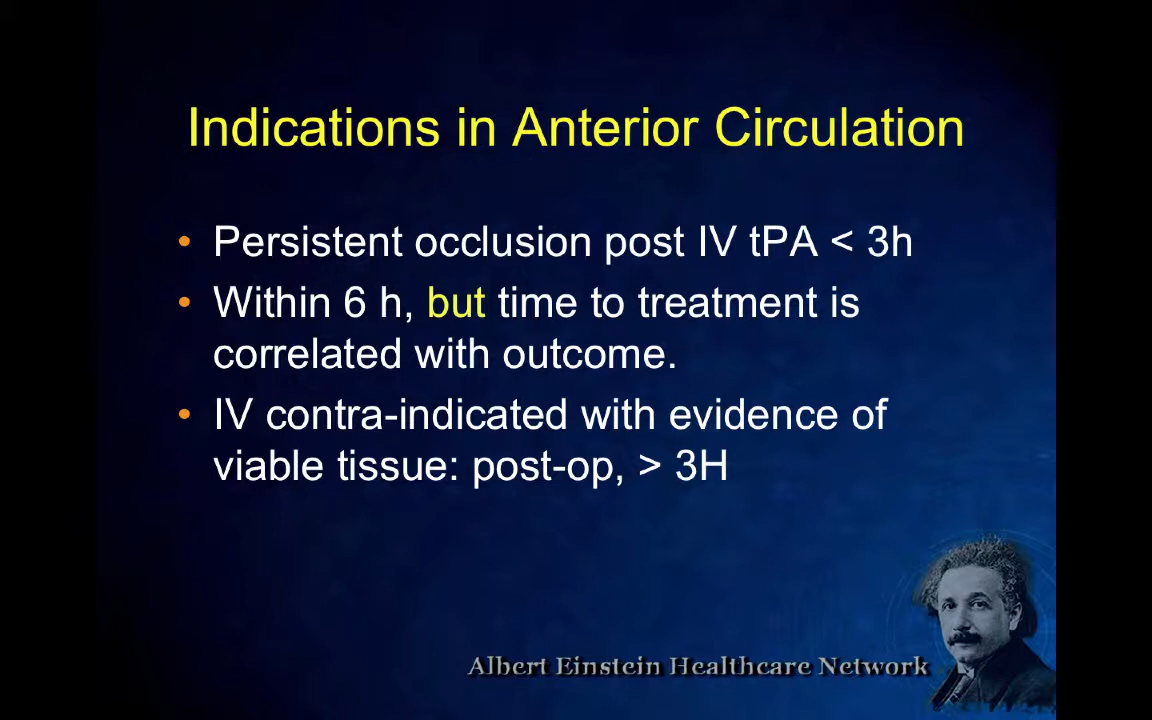 Indications in Anterior Circulation
• Persistent occlusion post IV tPA < 3h
• Within 6 h, but time to treatment is
correlated with outcome.
• IV contra-indicated with evidence of
viable tissue: post-op, > 3H
Albert Einstein Healthcare Network